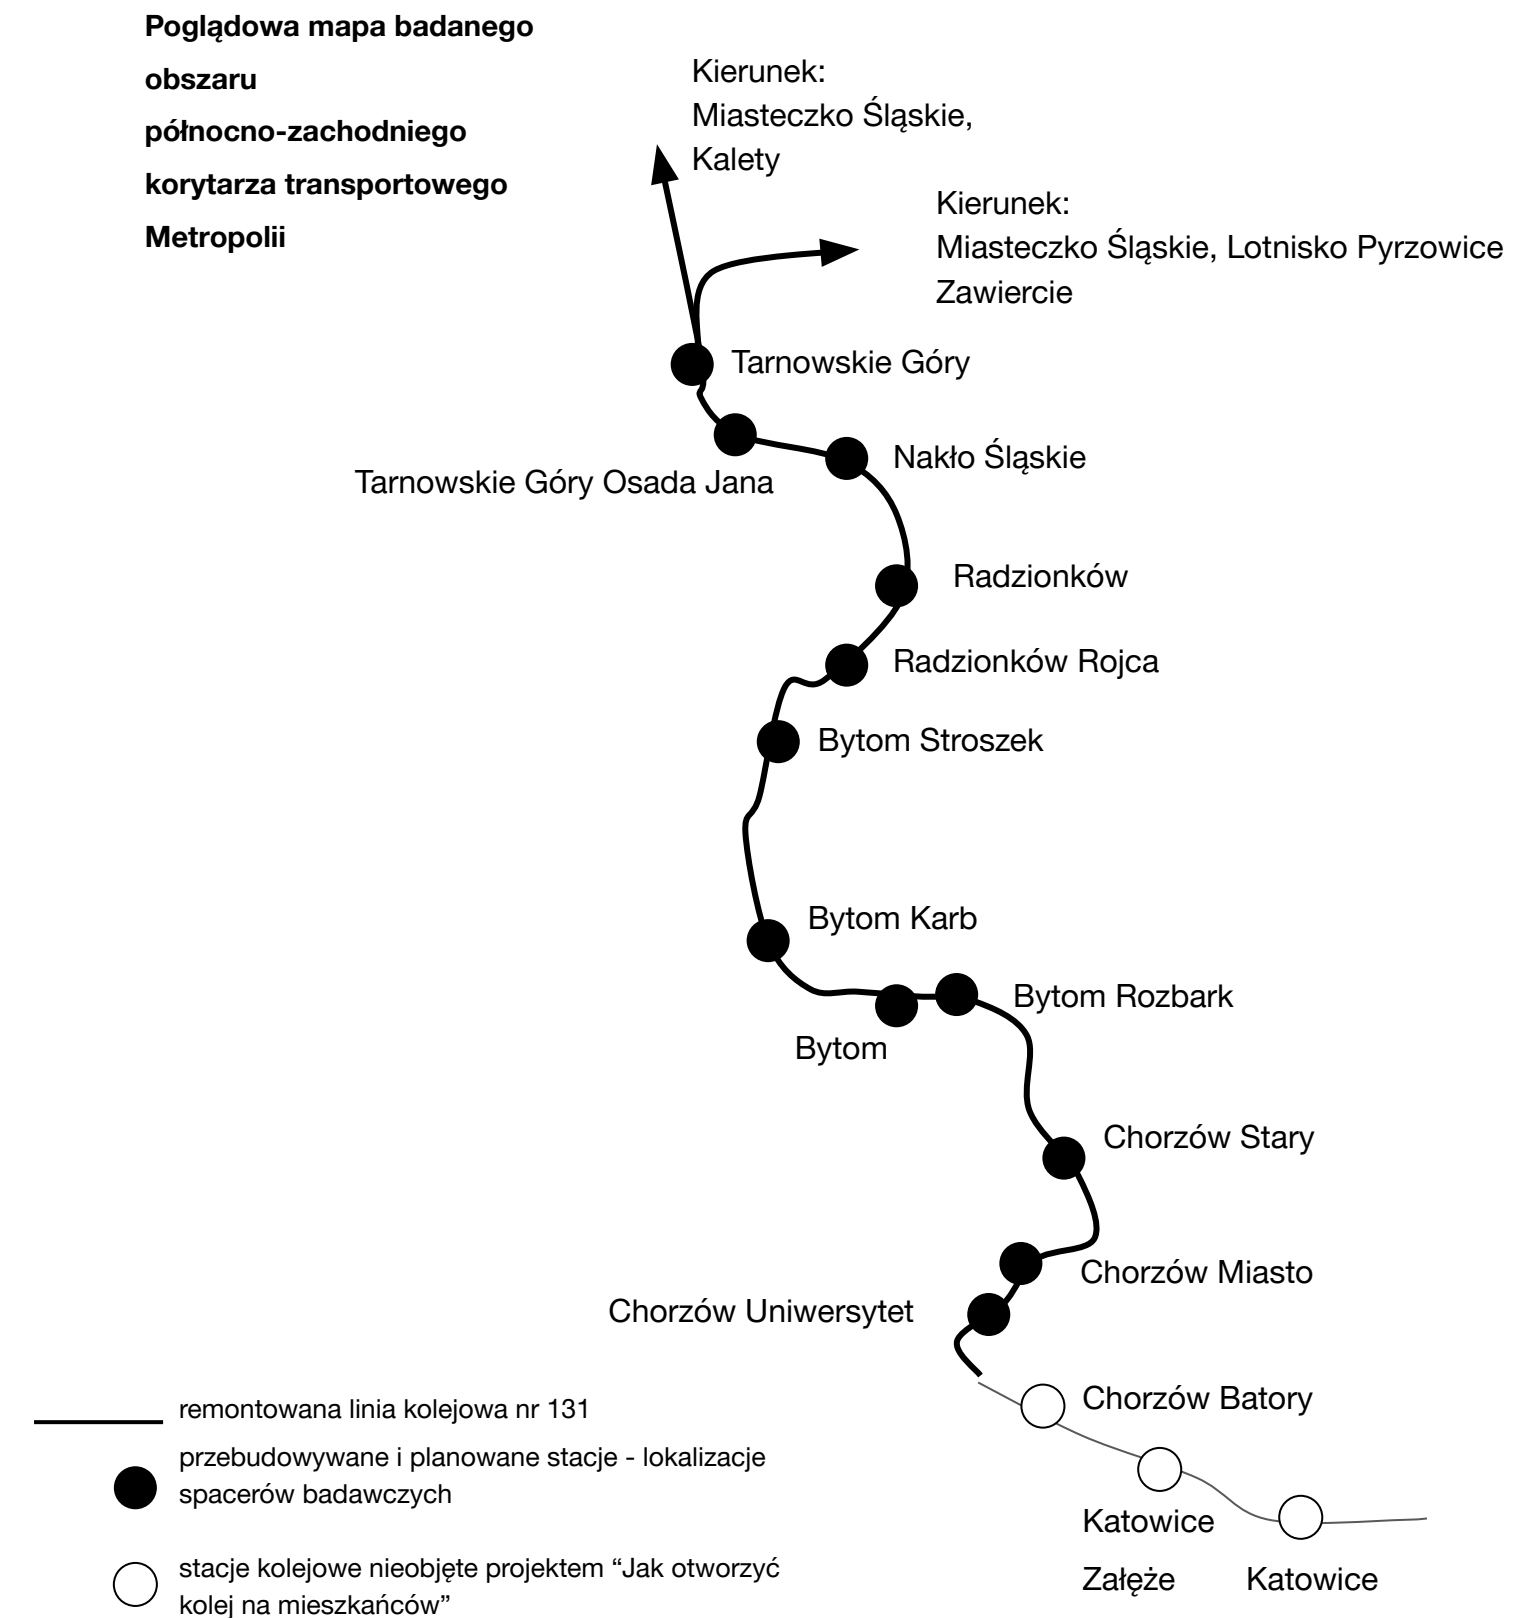 Poglądowa mapa badanego
obszaru
północno-zachodniego
korytarza transportowego
Metropolii
Kierunek:
Miasteczko Śląskie,
Kalety
Kierunek:
Miasteczko Śląskie, Lotnisko Pyrzowice
Zawiercie
Tarnowskie Góry
Nakło Śląskie
Tarnowskie Góry Osada Jana
Radzionków
Radzionków Rojca
Bytom Stroszek
Bytom Karb
Bytom Rozbark
Bytom
Chorzów Stary
Chorzów Miasto
Chorzów Uniwersytet
Chorzów Batory
Katowice
Załęże
Katowice
remontowana linia kolejowa nr 131
przebudowywane i planowane stacje - lokalizacje
spacerów badawczych
stacje kolejowe nieobjęte projektem “Jak otworzyć
kolej na mieszkańców”